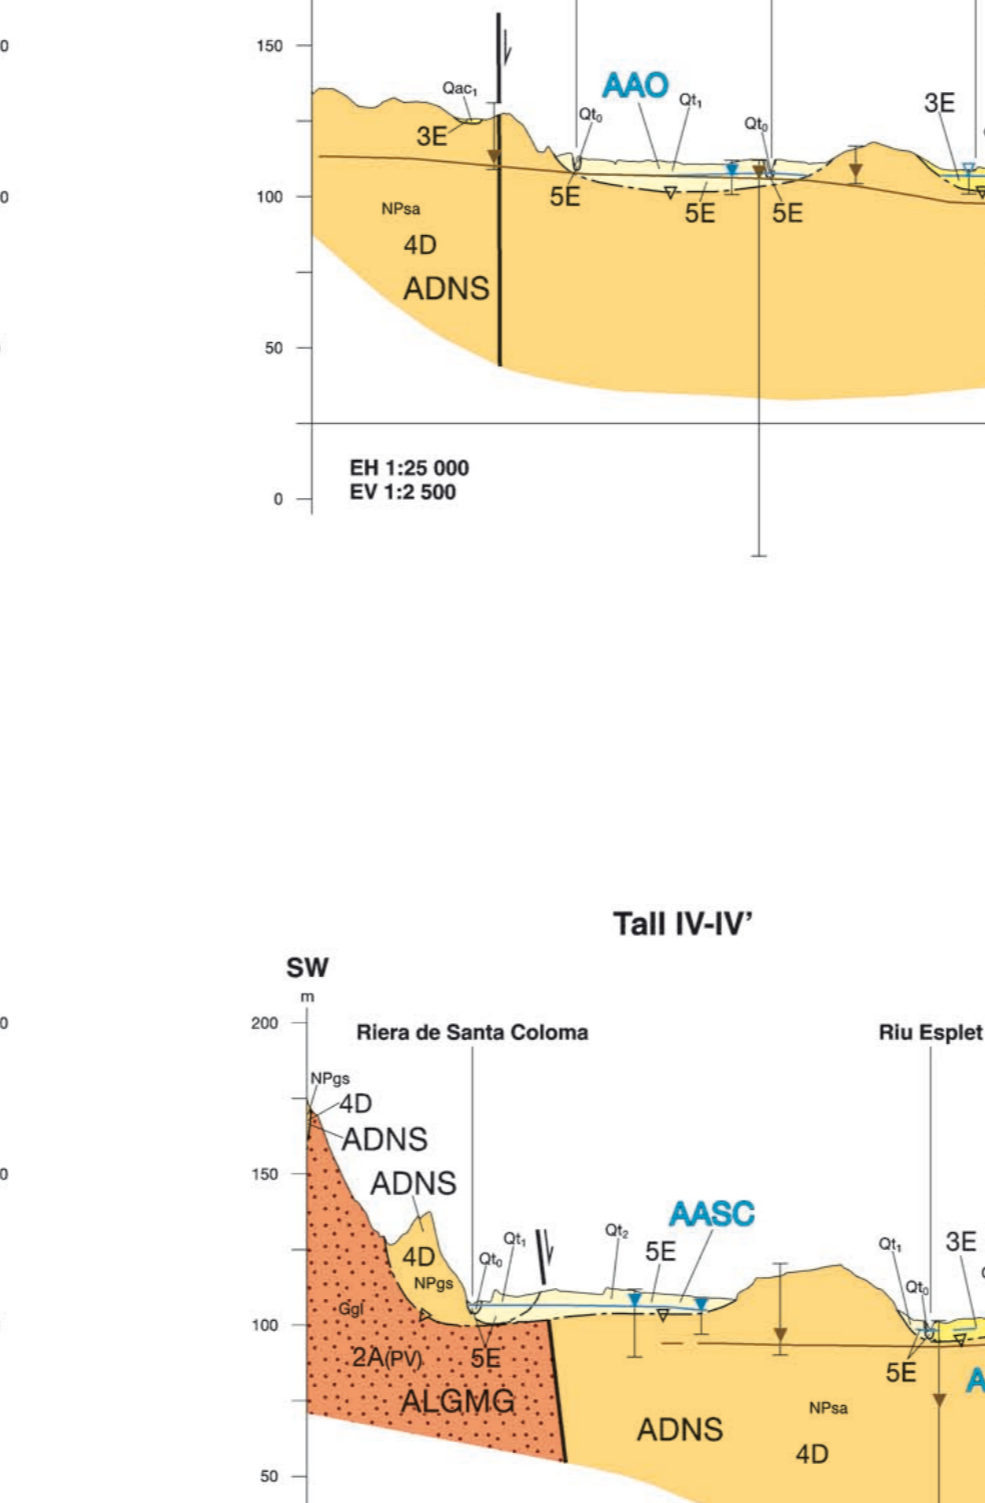 150
Qac₁
AAO
Qt₁
Qt₀
Qt₀
3E
3E
100
5E
5E
5E
NPsa
4D
ADNS
50
EH 1:25 000
EV 1:2 500
0
Tall IV-IV’
SW
m
200
Riera de Santa Coloma
Riu Esplet
NPgs
4D
ADNS
150
ADNS
AASC
Qt₂
5E
Qt₁
Qt₀
Qt₁
3E
4D
NPgs
Qt₀
Ggl
100
2A(PV)
5E
5E
ALGMG
ADNS
NPsa
4D
50